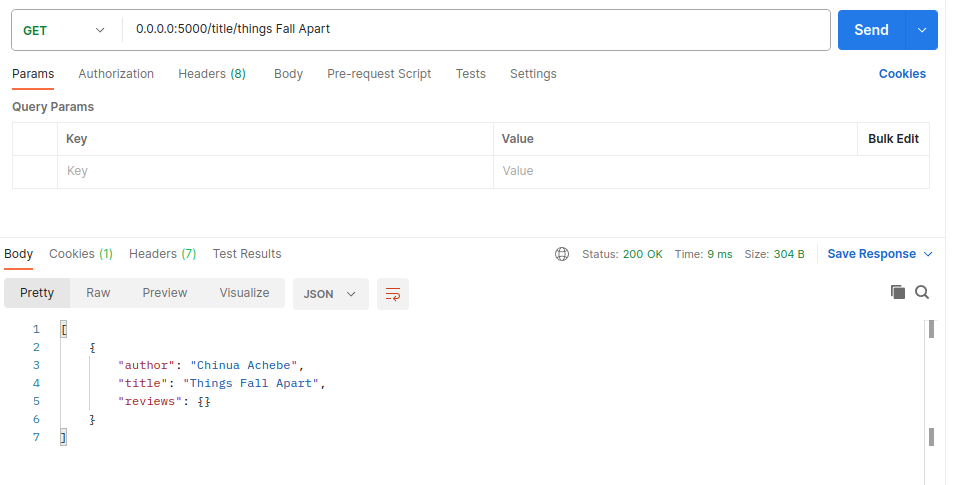 GET 0.0.0.0:5000/title/things Fall Apart Send
Params Authorization Headers (8) Body Pre-request Script Tests Settings Cookies
Query Params
Key Value Bulk Edit
Key Value
Body Cookies (1) Headers (7) Test Results Status: 200 OK Time: 9 ms Size: 304 B Save Response
Pretty Raw Preview Visualize JSON
1 [
2 {
3 "author": "Chinua Achebe",
4 "title": "Things Fall Apart",
5 "reviews": {}
6 }
7 ]